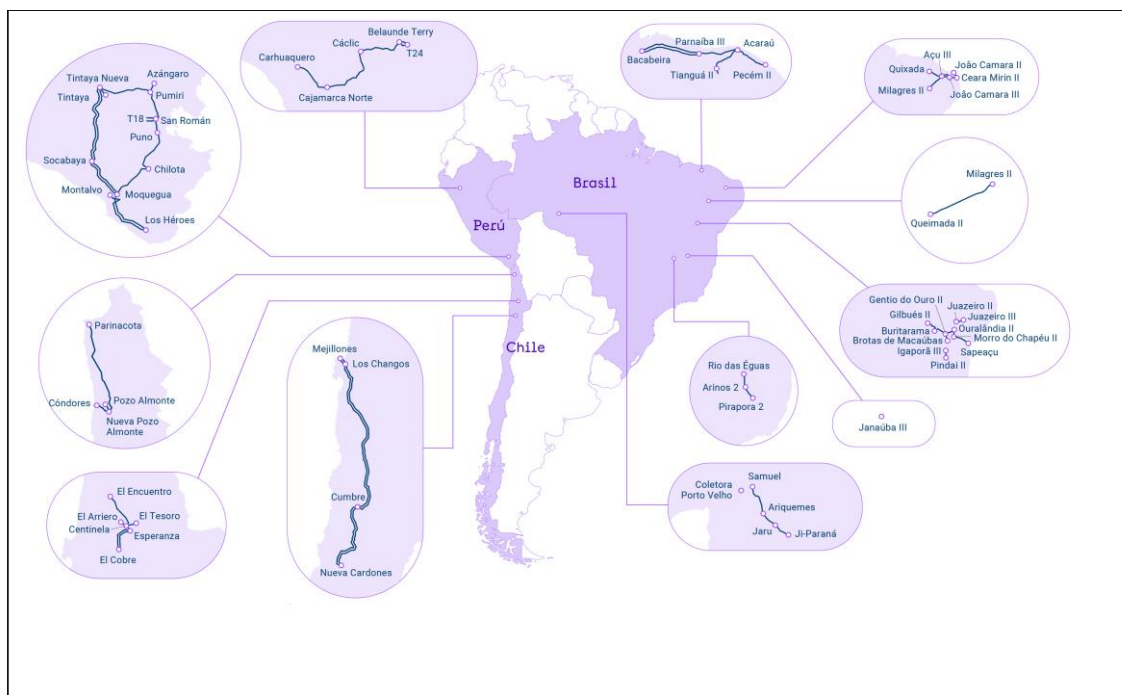 Belaunde Terry
Cáclic
T24
Carhuaquero
Cajamarca Norte
Parnaíba III
Acaraú
Bacabeira
Tianguá II
Pecém II
Açu III
João Camara II
Quixada
Ceara Mirin II
Milagres II
João Camara III
Azángaro
Tintaya Nueva
Tintaya
Pumiri
T18
San Román
Puno
Socabaya
Chilota
Montalvo
Moquegua
Los Héroes
Brasil
Perú
Chile
Milagres II
Queimada II
Gentio do Ouro II
Juazeiro II
Gilbués II
Juazeiro III
Buritarama
Ouralândia II
Brotas de Macaúbas
Morro do Chapéu II
Igaporã III
Sapeaçu
Pindaí II
Parinacota
Cóndores
Pozo Almonte
Nueva Pozo
Almonte
Mejillones
Los Changos
Cumbre
Nueva Cardones
Rio das Éguas
Arinos 2
Pirapora 2
Janaúba III
El Encuentro
El Arriero
El Tesoro
Centinela
Esperanza
El Cobre
Samuel
Coletora
Porto Velho
Ariquemes
Jaru
Ji-Paraná